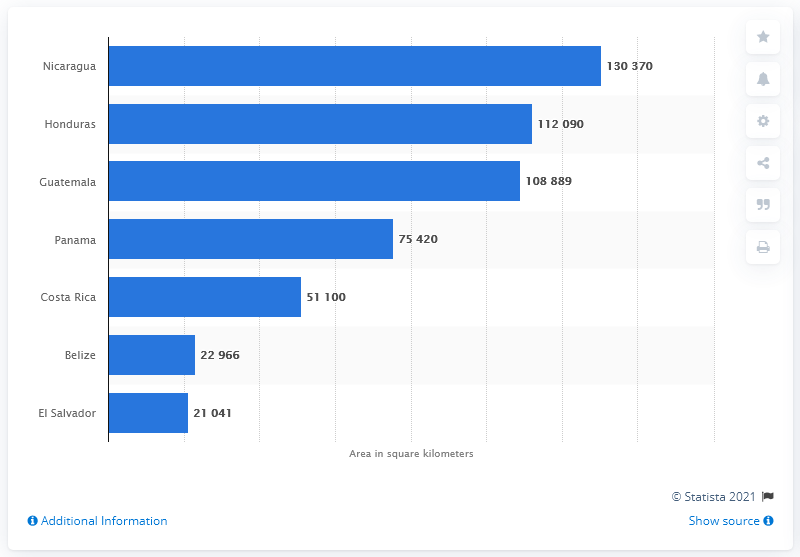 Nicaragua 130 370
Honduras 112 090
Guatemala 108 889
Panama 75 420
Costa Rica 51 100
Belize 22 966
El Salvador 21 041
Area in square kilometers
© Statista 2021
Additional Information Show source